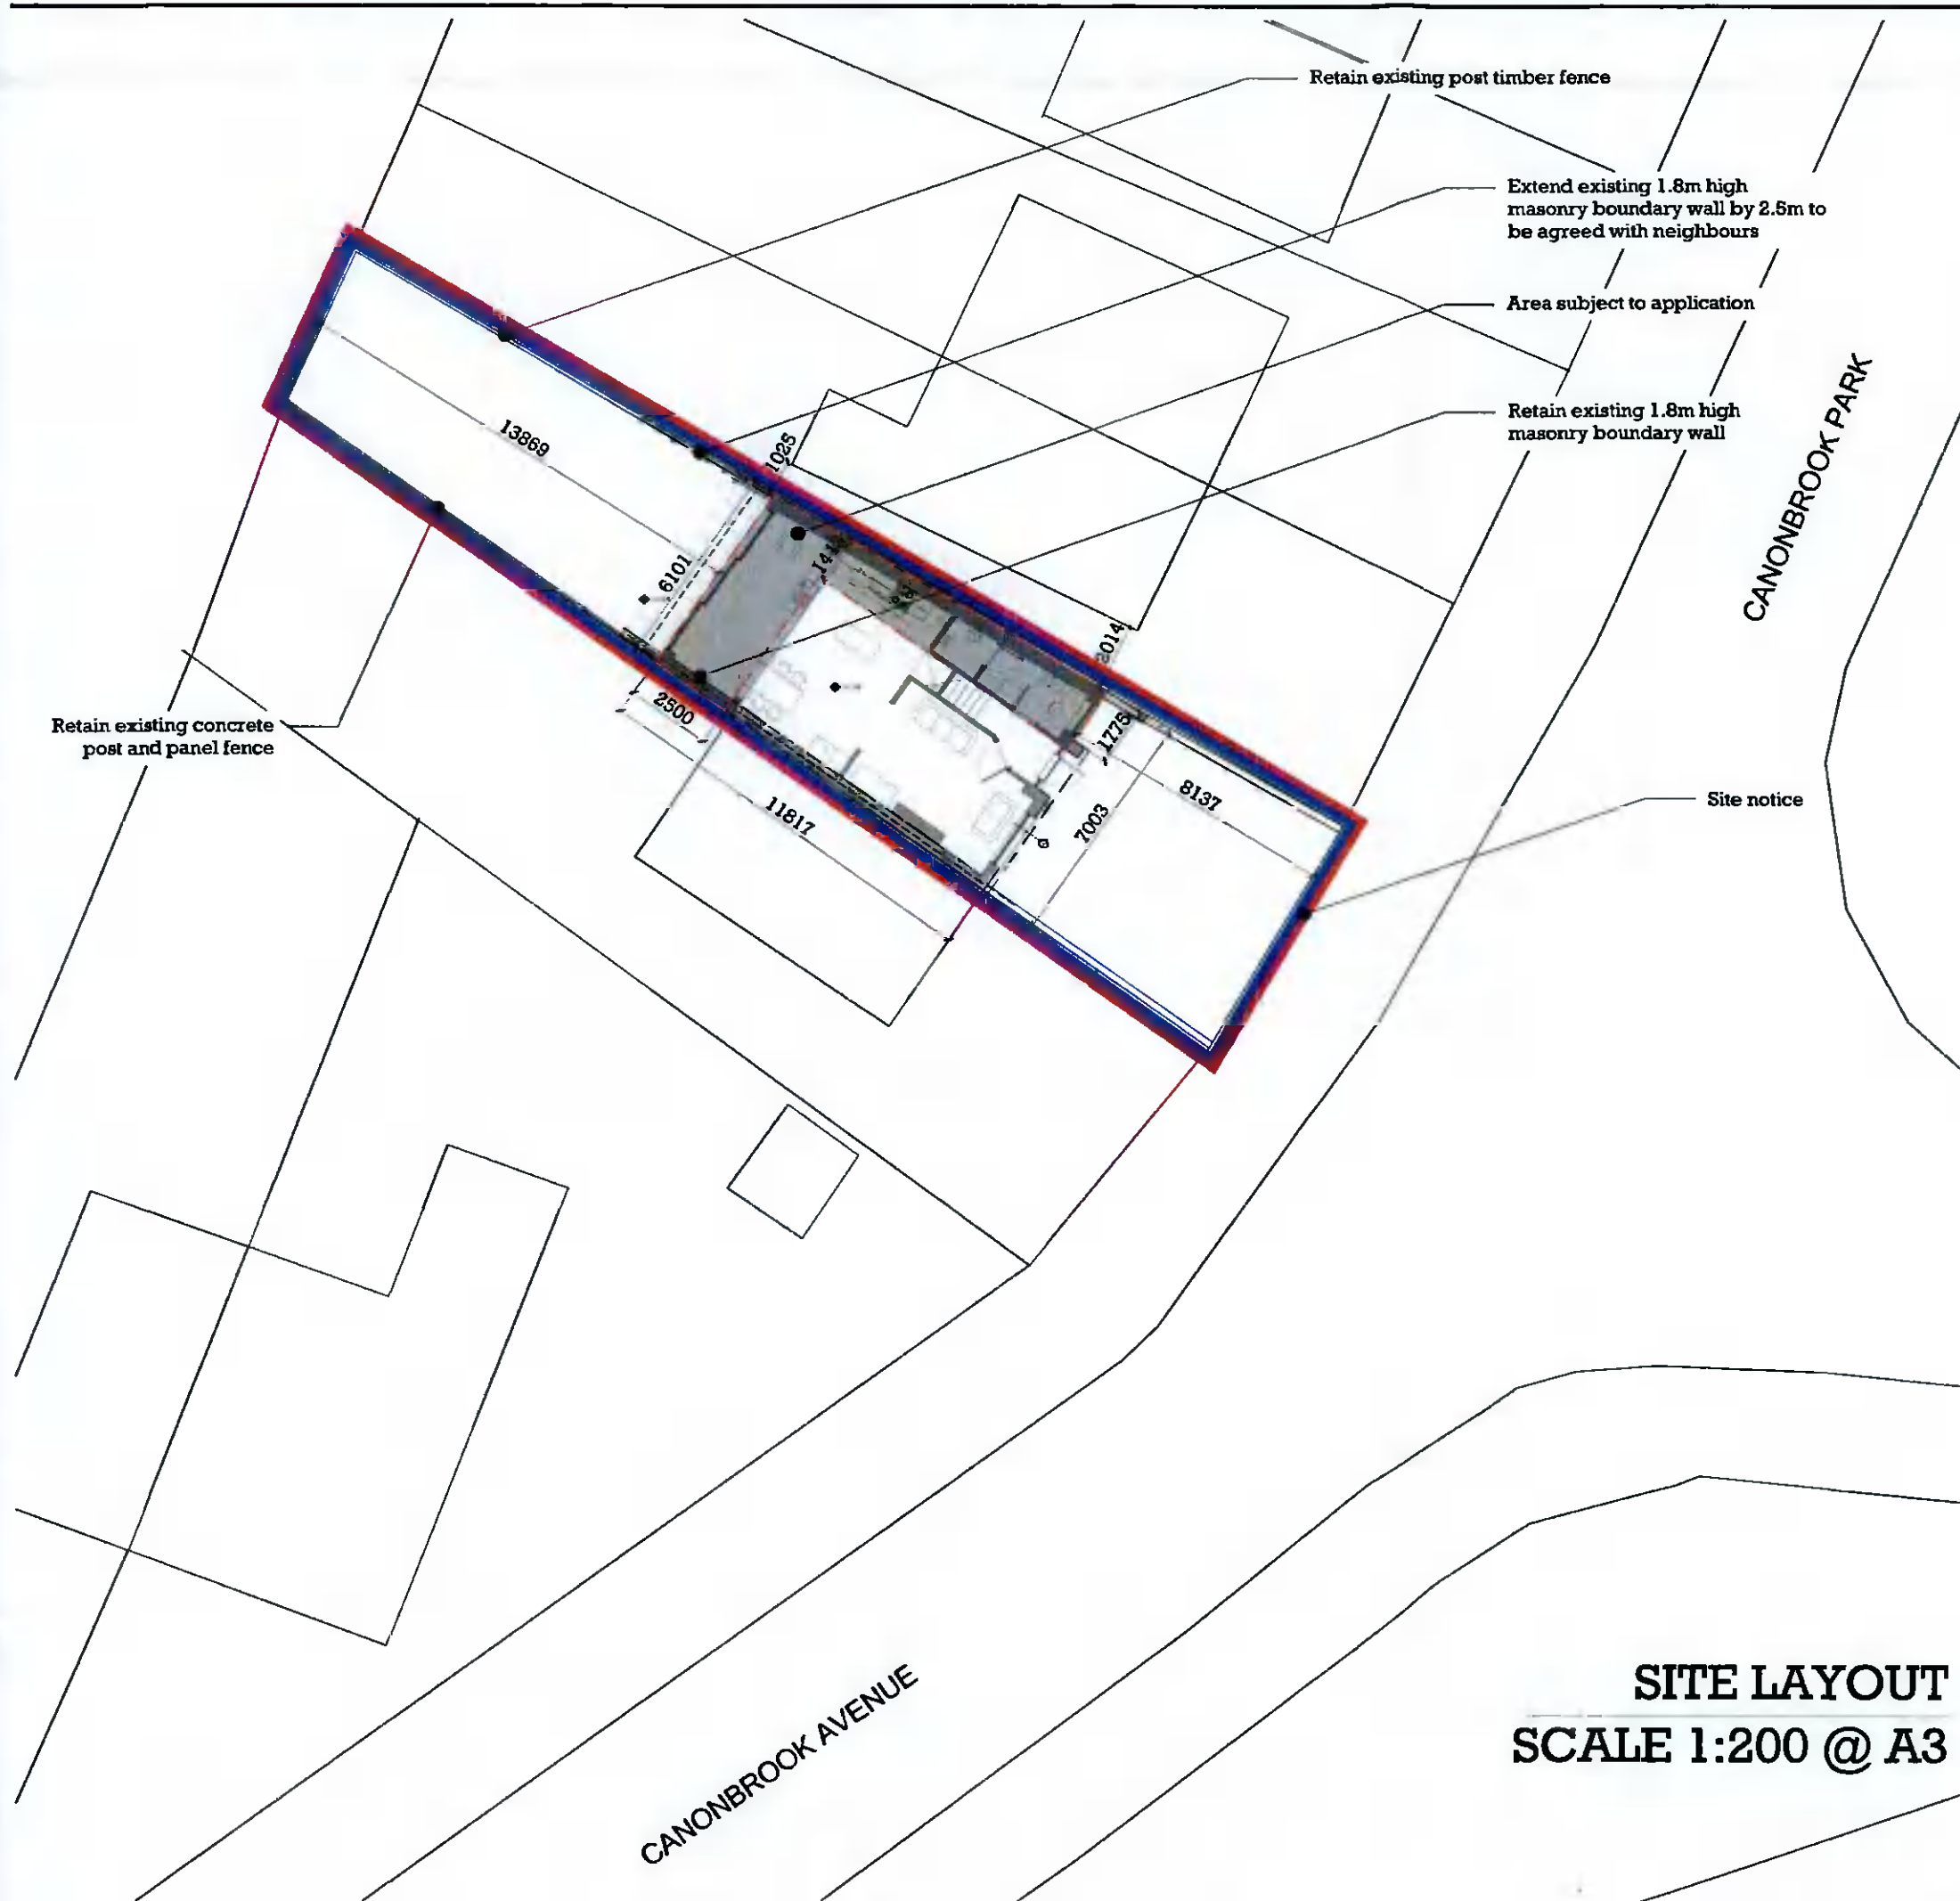 Retain existing post timber fence
Extend existing 1.8m high
masonry boundary wall by 2.5m to
be agreed with neighbours
Area subject to application
Retain existing 1.8m high
masonry boundary wall
CANONBROOK PARK
13869
1025
6101
2014
1775
2500
8137
7003
11817
Retain existing concrete
post and panel fence
Site notice
SITE LAYOUT
SCALE 1:200 @ A3
CANONBROOK AVENUE